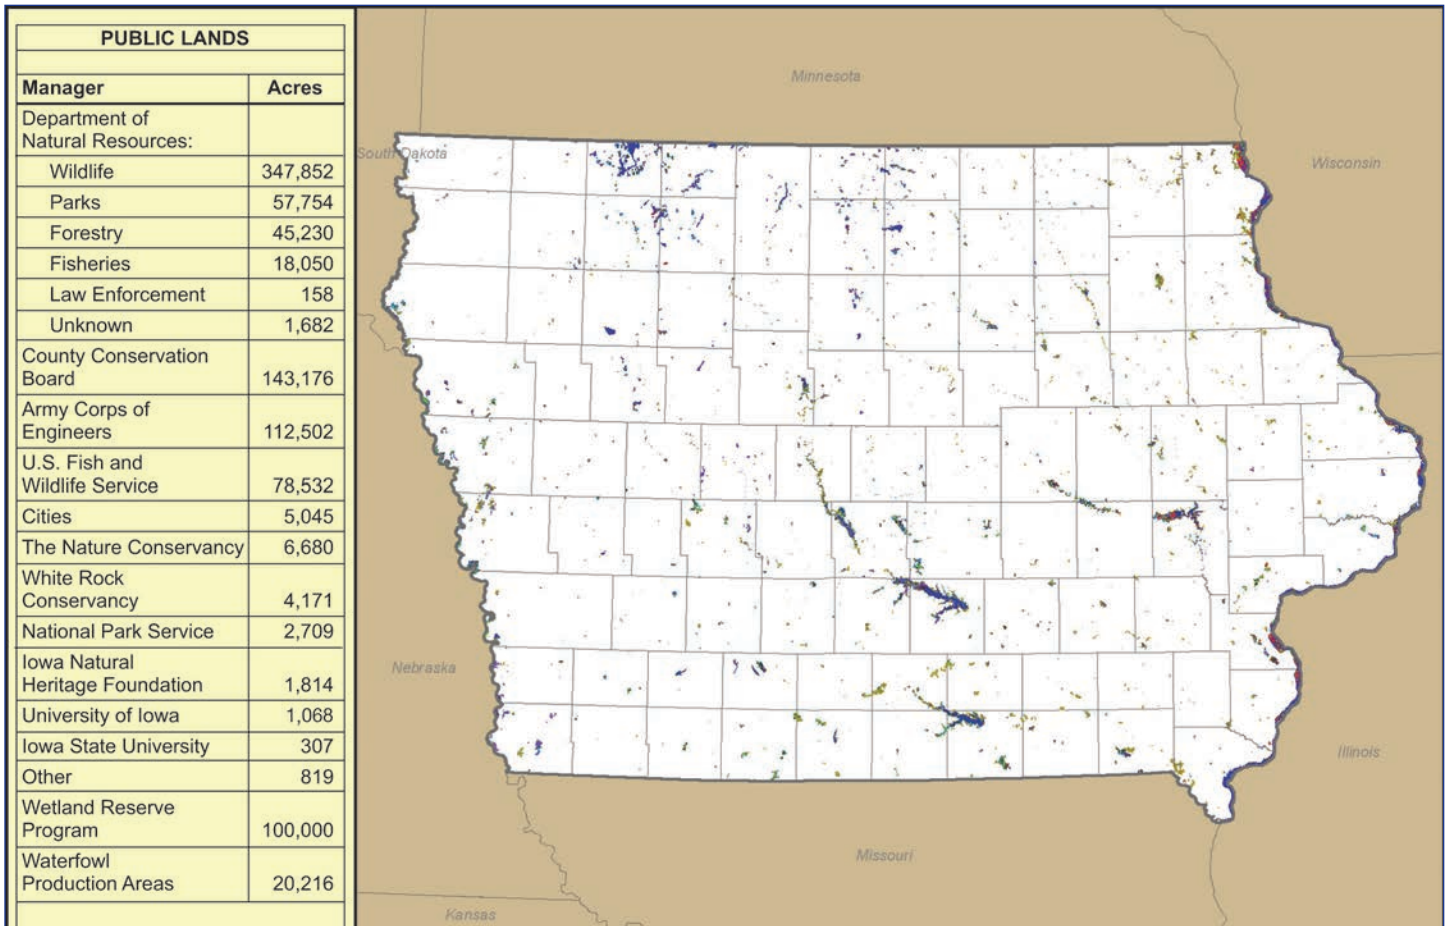 PUBLIC LANDS
Manager Acres
Department of
Natural Resources:
Wildlife 347,852
Parks 57,754
Forestry 45,230
Fisheries 18,050
Law Enforcement 158
Unknown 1,682
County Conservation
Board 143,176
Army Corps of
Engineers 112,502
U.S. Fish and
Wildlife Service 78,532
Cities 5,045
The Nature Conservancy 6,680
White Rock
Conservancy 4,171
National Park Service 2,709
Iowa Natural
Heritage Foundation 1,814
University of Iowa 1,068
Iowa State University 307
Other 819
Wetland Reserve
Program 100,000
Waterfowl
Production Areas 20,216
Minnesota
South Dakota
Wisconsin
Nebraska
Illinois
Missouri
Kansas